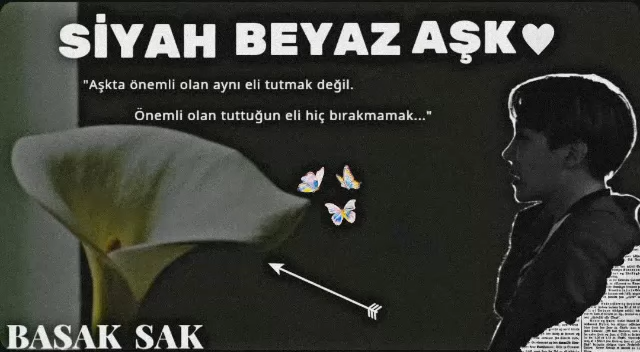 SİYAH BEYAZ AŞK♥
"Aşkta önemli olan aynı eli tutmak değil.
Önemli olan tuttuğun eli hiç bırakmamak..."
BASAK SAK